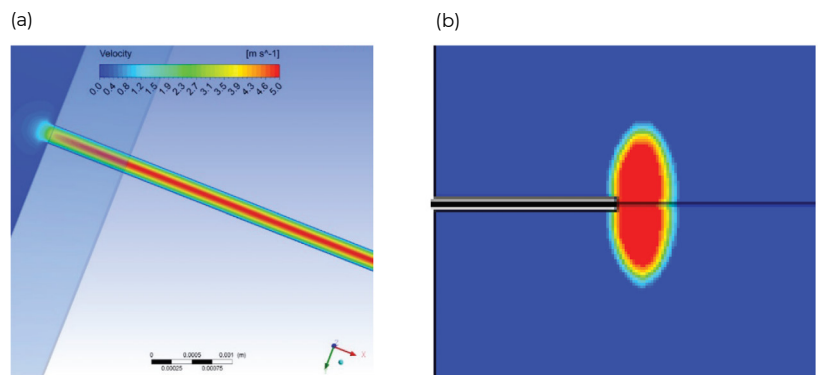 (a)
(b)
Velocity [m s^-1]
0.0 0.4 0.8 1.2 1.5 1.9 2.3 2.7 3.1 3.5 3.9 4.3 4.6 5.0
0 0.0005 0.001 (m)
0.00025 0.00075
X
Y
Z